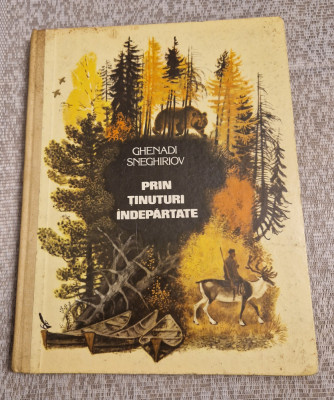 GHENADI
SNEGHIRIOV
PRIN
ȚINUTURI
ÎNDEPĂRTATE